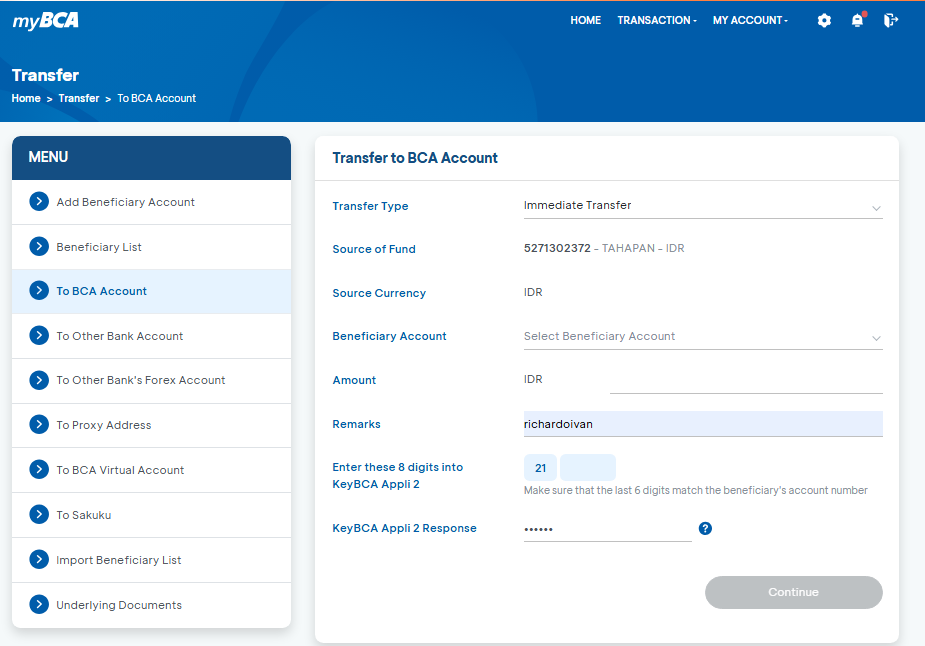 myBCA
HOME TRANSACTION MY ACCOUNT
Transfer
Home > Transfer > To BCA Account
MENU
Add Beneficiary Account
Beneficiary List
To BCA Account
To Other Bank Account
To Other Bank's Forex Account
To Proxy Address
To BCA Virtual Account
To Sakuku
Import Beneficiary List
Underlying Documents
Transfer to BCA Account
Transfer Type Immediate Transfer
Source of Fund 5271302372 - TAHAPAN - IDR
Source Currency IDR
Beneficiary Account Select Beneficiary Account
Amount IDR
Remarks richardoivan
Enter these 8 digits into
KeyBCA Appli 2
21
Make sure that the last 6 digits match the beneficiary's account number
KeyBCA Appli 2 Response ••••••
?
Continue